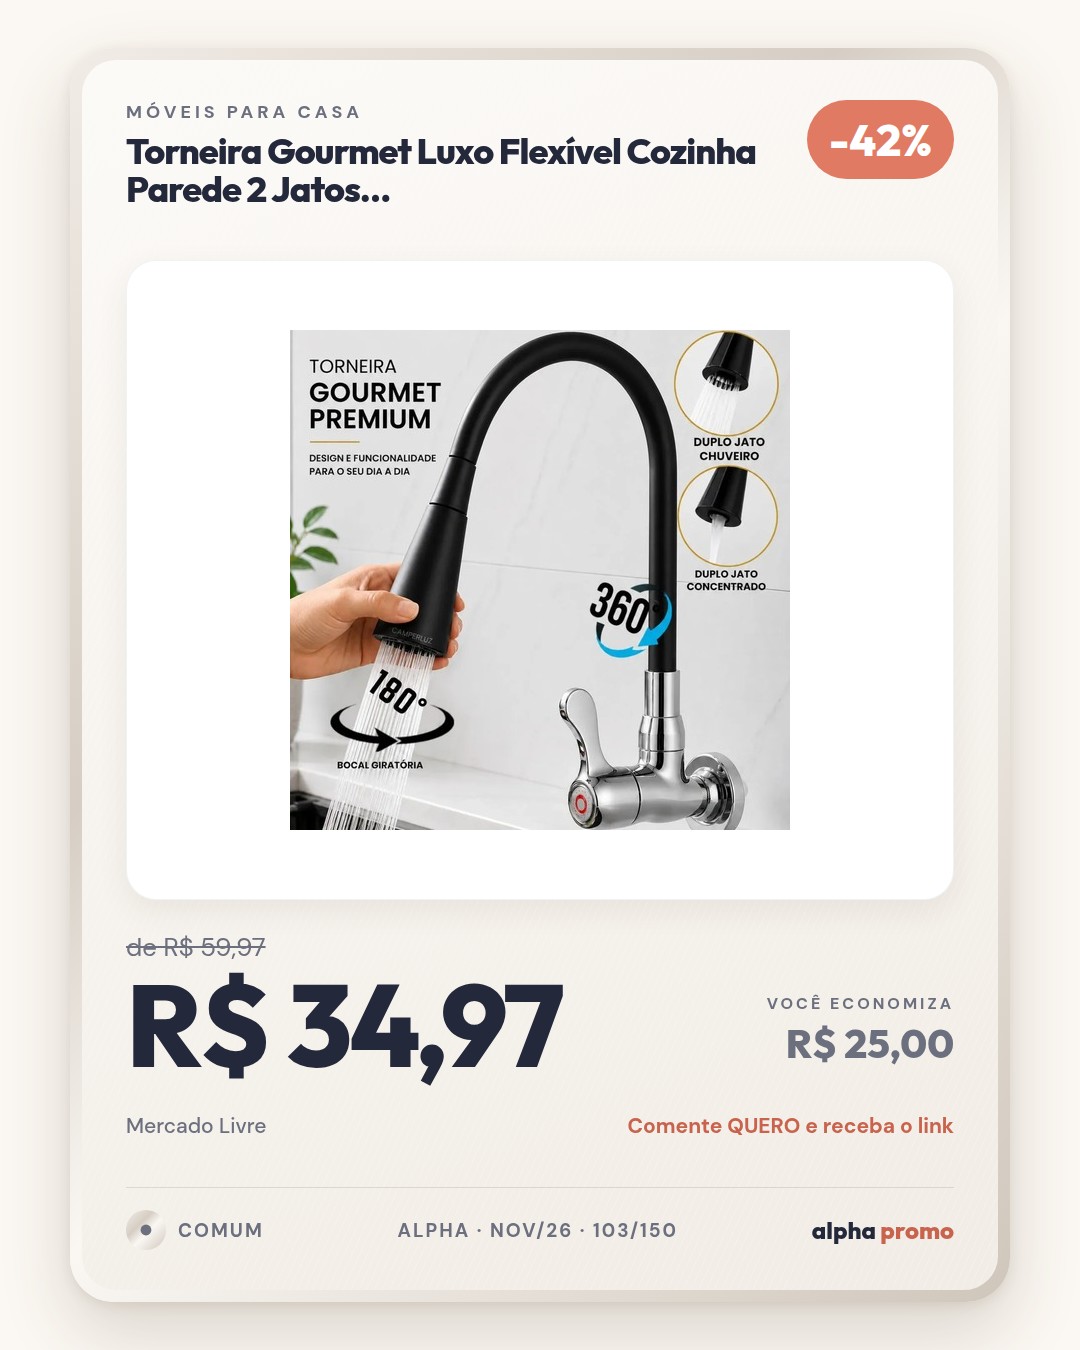 MÓVEIS PARA CASA
Torneira Gourmet Luxo Flexível Cozinha
Parede 2 Jatos...
-42%
TORNEIRA
GOURMET
PREMIUM
DESIGN E FUNCIONALIDADE
PARA O SEU DIA A DIA
DUPLO JATO
CHUVEIRO
DUPLO JATO
CONCENTRADO
360°
CAMPERLUZ
180°
BOCAL GIRATÓRIA
de R$ 59,97
R$ 34,97
VOCÊ ECONOMIZA
R$ 25,00
Mercado Livre
Comente QUERO e receba o link
COMUM
ALPHA · NOV/26 · 103/150
alpha promo